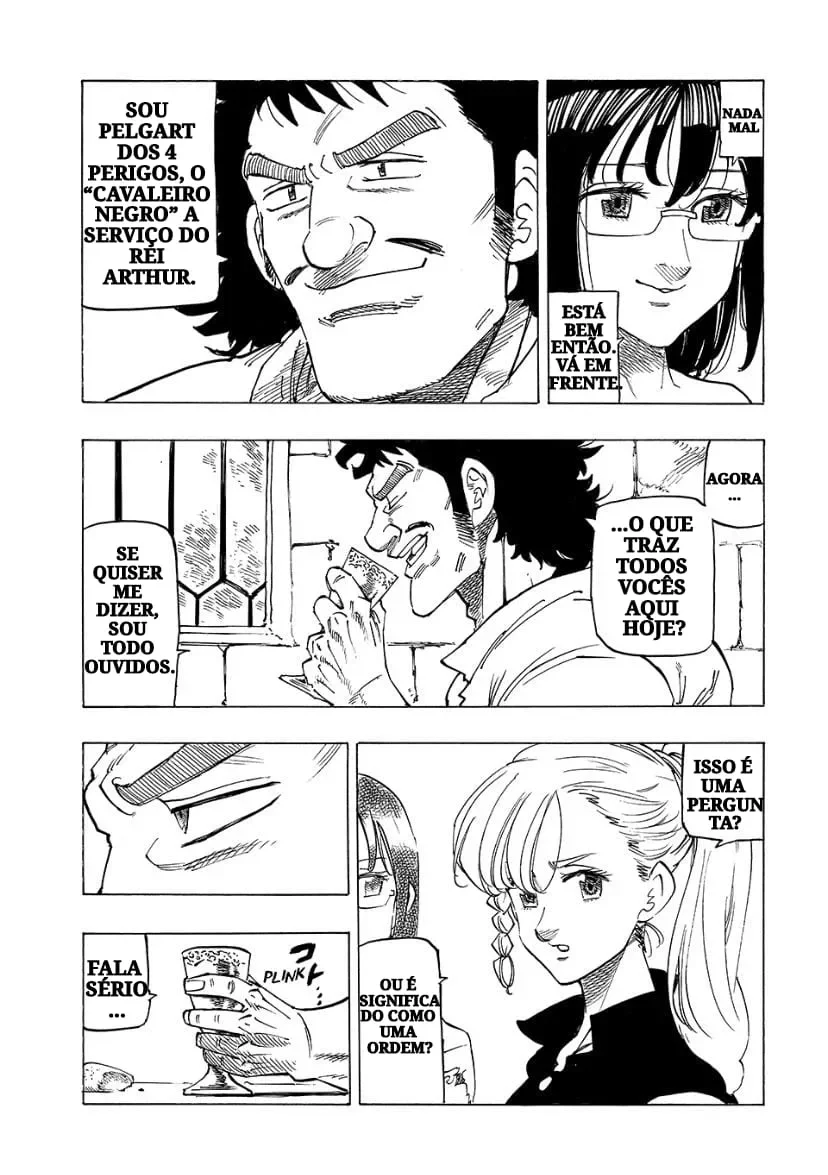 NADA
MAL
ESTÁ
BEM
ENTÃO.
VÁ EM
FRENTE.
SOU
PELGART
DOS 4
PERIGOS, O
“CAVALEIRO
NEGRO” A
SERVIÇO DO
REI
ARTHUR.
AGORA
...
...O QUE
TRAZ
TODOS
VOCÊS
AQUI
HOJE?
SE
QUISER
ME
DIZER,
SOU
TODO
OUVIDOS.
ISSO É
UMA
PERGUN
TA?
OU É
SIGNIFICA
DO COMO
UMA
ORDEM?
FALA
SÉRIO
...
PLINK
コト...